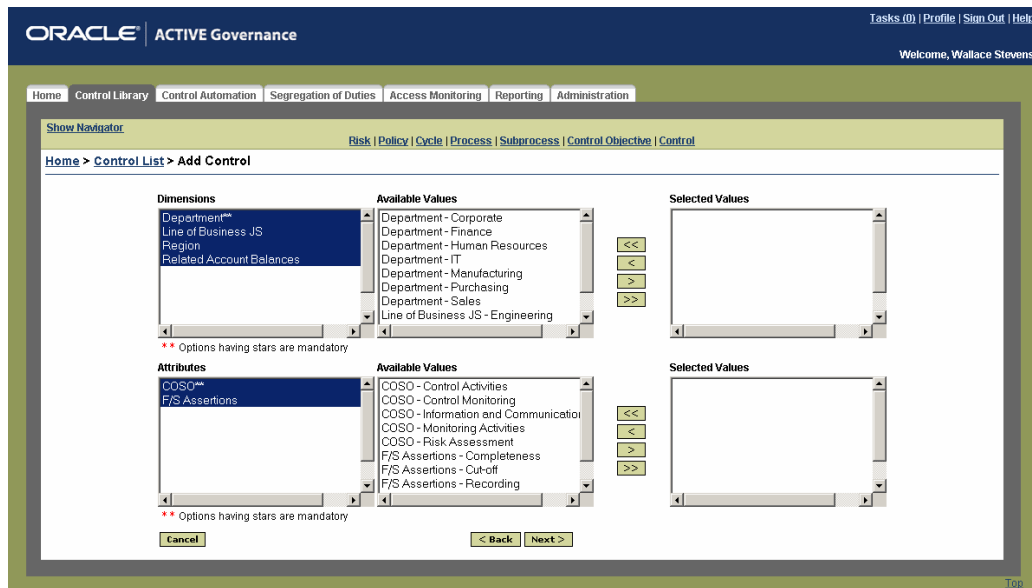 Tasks (0) | Profile | Sign Out | Help
ORACLE® | ACTIVE Governance
Welcome, Wallace Stevens
Home Control Library Control Automation Segregation of Duties Access Monitoring Reporting Administration
Show Navigator
Risk | Policy | Cycle | Process | Subprocess | Control Objective | Control
Home > Control List > Add Control
Dimensions
Department**
Line of Business JS
Region
Related Account Balances
** Options having stars are mandatory
Available Values
Department - Corporate
Department - Finance
Department - Human Resources
Department - IT
Department - Manufacturing
Department - Purchasing
Department - Sales
Line of Business JS - Engineering
<<
<
>
>>
Selected Values
Attributes
COSO**
F/S Assertions
** Options having stars are mandatory
Available Values
COSO - Control Activities
COSO - Control Monitoring
COSO - Information and Communication
COSO - Monitoring Activities
COSO - Risk Assessment
F/S Assertions - Completeness
F/S Assertions - Cut-off
F/S Assertions - Recording
<<
<
>
>>
Selected Values
Cancel < Back Next >
Top